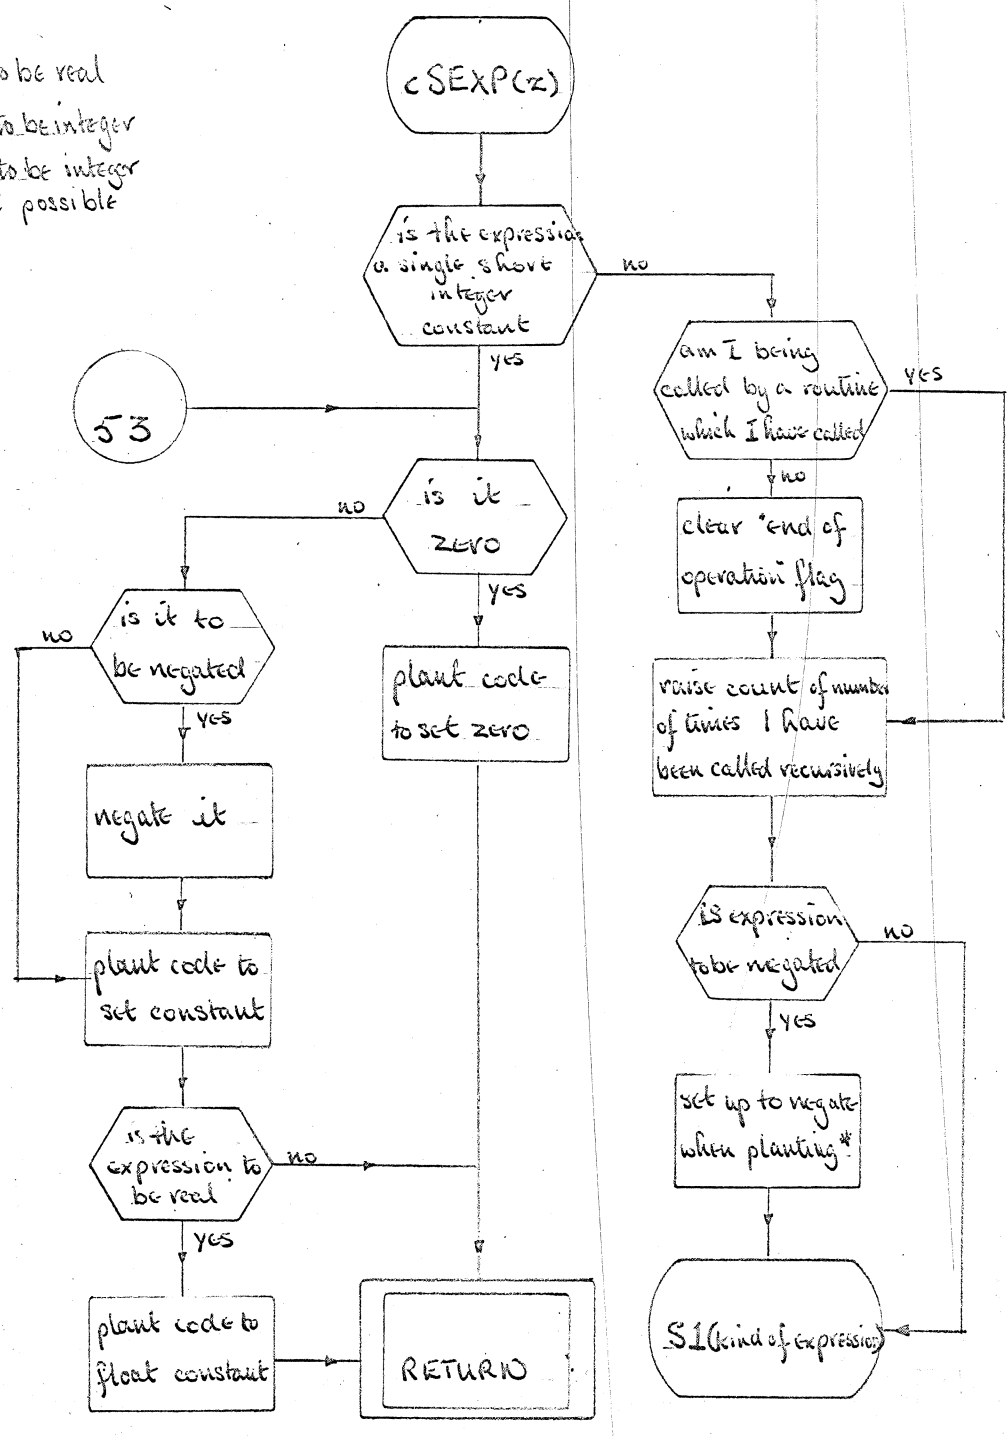 to be real
to be integer
to be integer
possible
cSEXP(z)
is the expression
a single short
integer
constant
no
yes
am I being
called by a routine
which I have called
yes
no
53
is it
zero
no
yes
clear "end of
operation" flag
is it to
be negated
no
yes
plant code
to set zero
raise count of number
of times I have
been called recursively
negate it
is expression
to be negated
no
yes
plant code to
set constant
set up to negate
when planting*
is the
expression to
be real
no
yes
plant code to
float constant
RETURN
S1(kind of expression)